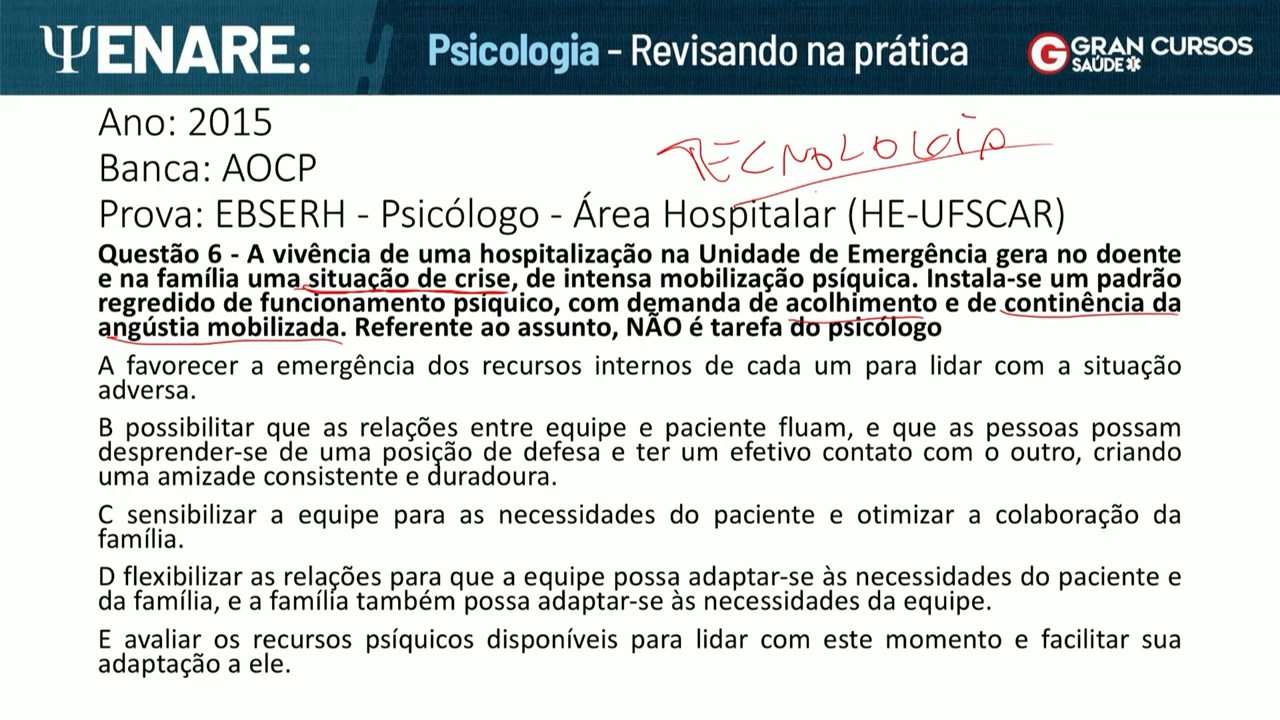 ΨENARE:
Psicologia - Revisando na prática
GRAN CURSOS
SAÚDE
Ano: 2015
TECNOLOGIA
Banca: AOCP
Prova: EBSERH - Psicólogo - Área Hospitalar (HE-UFSCAR)
Questão 6 - A vivência de uma hospitalização na Unidade de Emergência gera no doente
e na família uma situação de crise, de intensa mobilização psíquica. Instala-se um padrão
regredido de funcionamento psíquico, com demanda de acolhimento e de continência da
angústia mobilizada. Referente ao assunto, NÃO é tarefa do psicólogo
A favorecer a emergência dos recursos internos de cada um para lidar com a situação
adversa.
B possibilitar que as relações entre equipe e paciente fluam, e que as pessoas possam
desprender-se de uma posição de defesa e ter um efetivo contato com o outro, criando
uma amizade consistente e duradoura.
C sensibilizar a equipe para as necessidades do paciente e otimizar a colaboração da
família.
D flexibilizar as relações para que a equipe possa adaptar-se às necessidades do paciente e
da família, e a família também possa adaptar-se às necessidades da equipe.
E avaliar os recursos psíquicos disponíveis para lidar com este momento e facilitar sua
adaptação a ele.